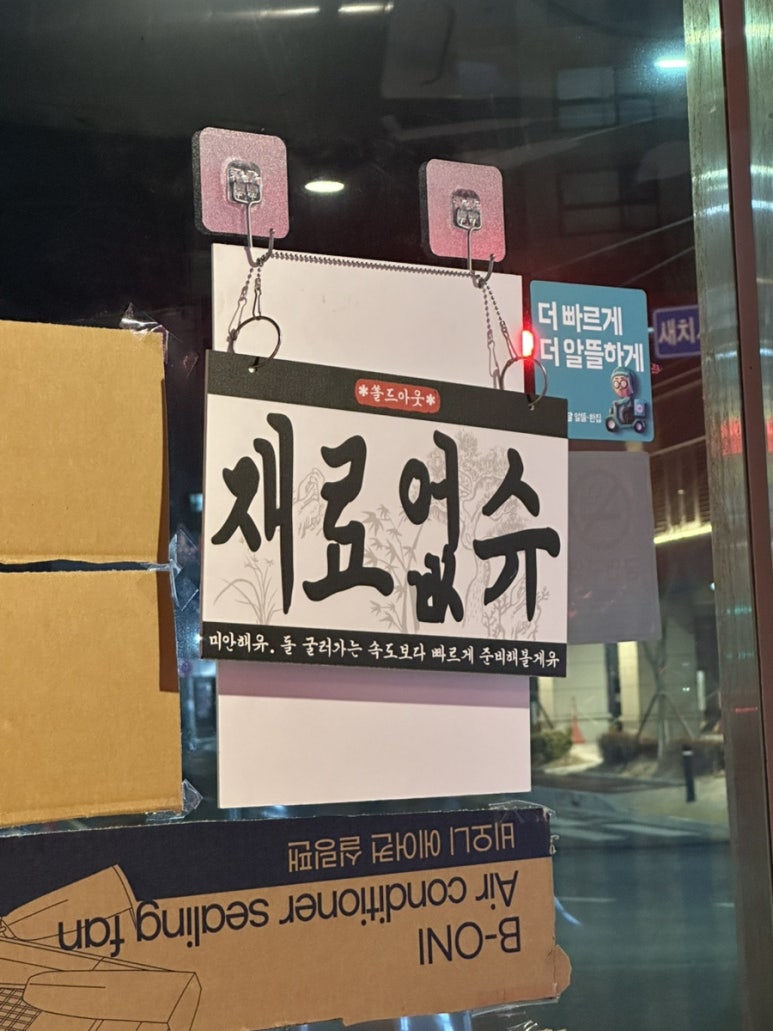 더 빠르게
더 알뜰하게
새치
*쏠드아웃*
재료 없슈
미안해유. 돌 굴러가는 속도보다 빠르게 준비해볼게유
B-ONI
Air conditioner sealing fan
비오니 에어컨 실링팬